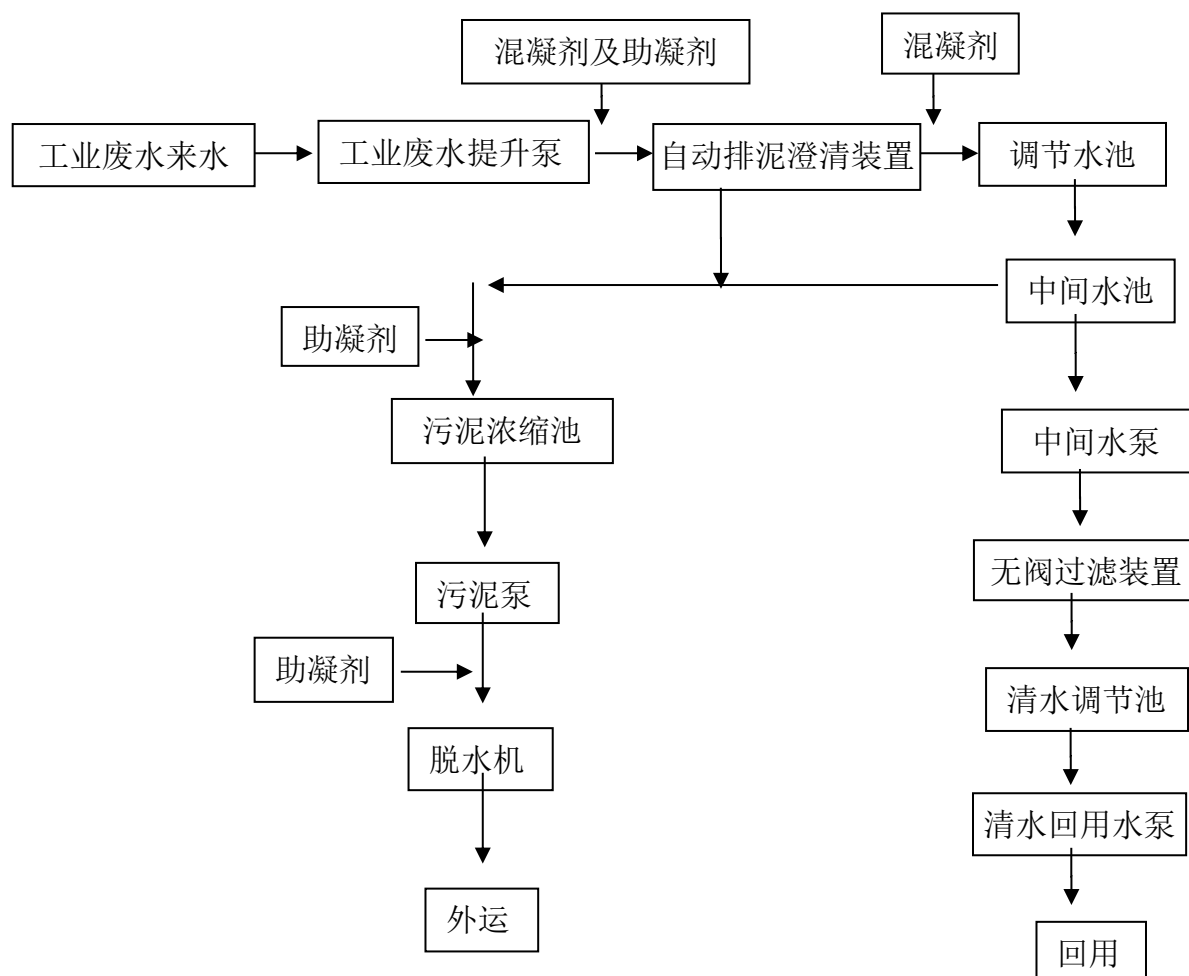 混凝剂及助凝剂
混凝剂
工业废水来水
工业废水提升泵
自动排泥澄清装置
调节水池
中间水池
助凝剂
污泥浓缩池
中间水泵
无阀过滤装置
污泥泵
助凝剂
清水调节池
脱水机
清水回用水泵
外运
回用